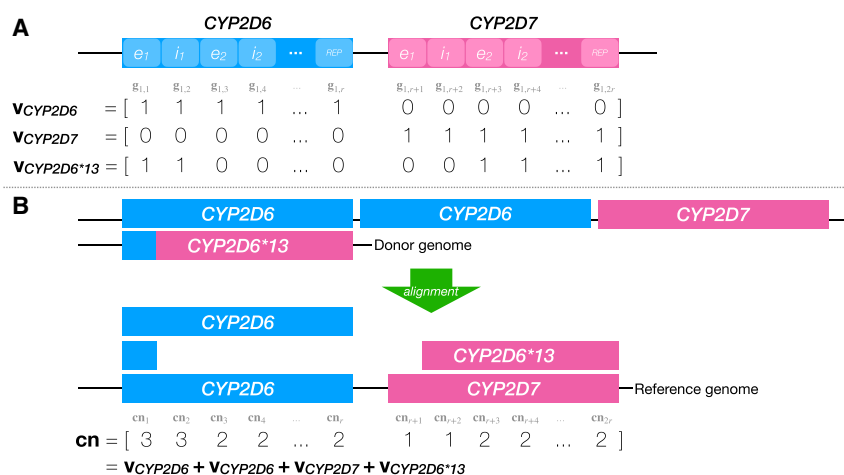 A
CYP2D6 CYP2D7
e1 i1 e2 i2 ... REP e1 i1 e2 i2 ... REP
g1,1 g1,2 g1,3 g1,4 ... g1,r g1,r+1 g1,r+2 g1,r+3 g1,r+4 ... g1,2r
vCYP2D6 = [ 1 1 1 1 ... 1 0 0 0 0 ... 0 ]
vCYP2D7 = [ 0 0 0 0 ... 0 1 1 1 1 ... 1 ]
vCYP2D6*13 = [ 1 1 0 0 ... 0 0 0 1 1 ... 1 ]
B
CYP2D6 CYP2D6 CYP2D7
CYP2D6*13 Donor genome
alignment
CYP2D6
CYP2D6*13
CYP2D6 CYP2D7 Reference genome
cn1 cn2 cn3 cn4 ... cnr cnr+1 cnr+2 cnr+3 cnr+4 ... cn2r
cn = [ 3 3 2 2 ... 2 1 1 2 2 ... 2 ]
= vCYP2D6 + vCYP2D6 + vCYP2D7 + vCYP2D6*13